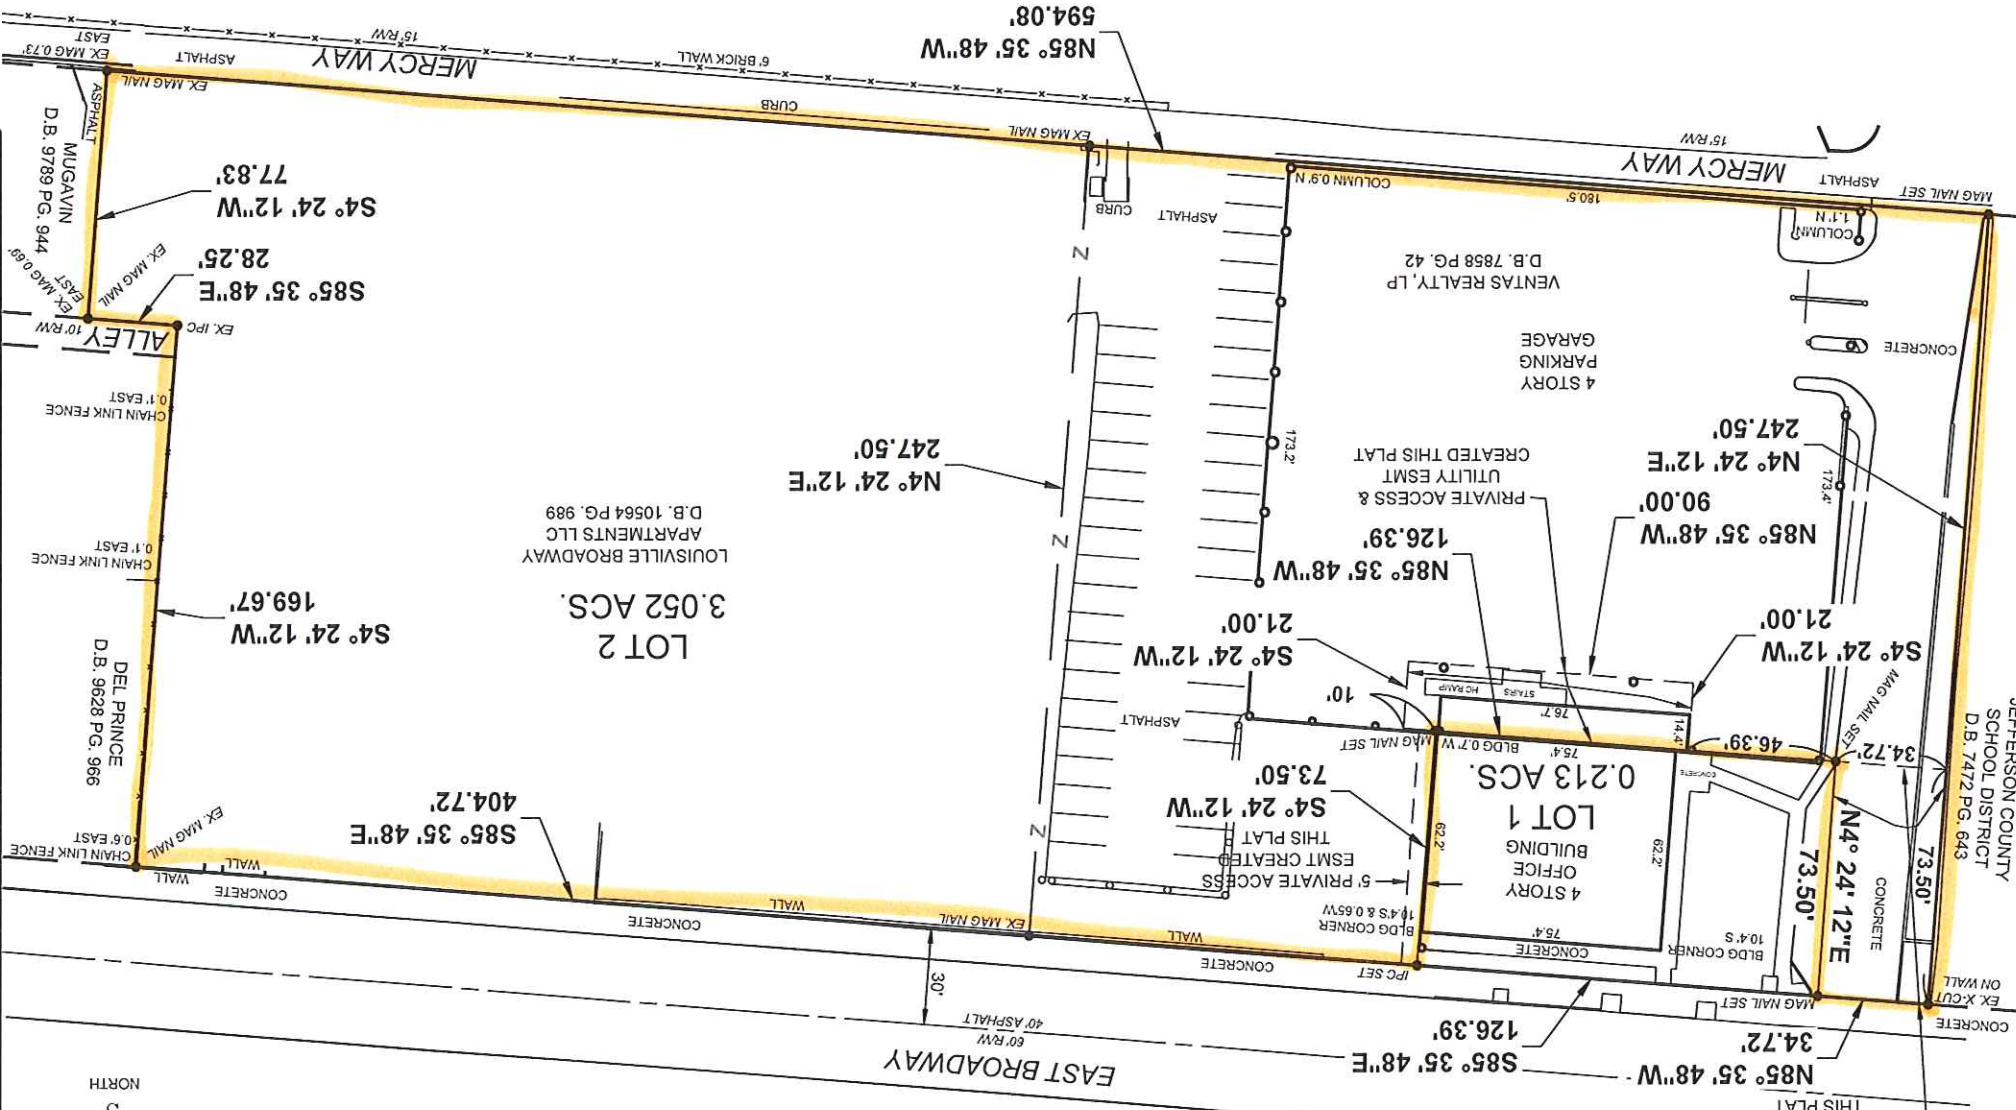 NORTH
THIS PLAT
N85° 35' 48"W
34.72'
S85° 35' 48"E
126.39'
EAST BROADWAY
60' R/W
40' ASPHALT
30'
CONCRETE
EX. X-CUT
ON WALL
MAG NAIL SET
IPC SET
CONCRETE
WALL
EX. MAG NAIL
CONCRETE
WALL
CONCRETE
WALL
WALL
EX. MAG NAIL
CHAIN LINK FENCE
0.6' EAST
JEFFERSON COUNTY
SCHOOL DISTRICT
D.B. 7472 PG. 643
73.50'
CONCRETE
N4° 24' 12"E
73.50'
BLDG CORNER
10.4' S
CONCRETE
75.4'
4 STORY
OFFICE
BUILDING
LOT 1
0.213 ACS.
62.2'
62.2'
75.4'
CONCRETE
BLDG CORNER
10.4'S & 0.65'W
5' PRIVATE ACCESS
ESMT CREATED
THIS PLAT
S4° 24' 12"W
73.50'
S85° 35' 48"E
404.72'
34.72'
MAG NAIL SET
46.39'
14.4'
76.7'
BLDG 0.7' W
MAG NAIL SET
10'
STAIRS
HC RAMP
ASPHALT
S4° 24' 12"W
21.00'
S4° 24' 12"W
21.00'
N85° 35' 48"W
90.00'
N85° 35' 48"W
126.39'
PRIVATE ACCESS &
UTILITY ESMT
CREATED THIS PLAT
N4° 24' 12"E
247.50'
173.4'
173.2'
Z
Z
Z
N4° 24' 12"E
247.50'
LOT 2
3.052 ACS.
LOUISVILLE BROADWAY
APARTMENTS LLC
D.B. 10564 PG. 989
DEL PRINCE
D.B. 9628 PG. 966
S4° 24' 12"W
169.67'
CHAIN LINK FENCE
0.1' EAST
CHAIN LINK FENCE
0.1' EAST
CONCRETE
4 STORY
PARKING
GARAGE
VENTAS REALTY, LP
D.B. 7858 PG. 42
COLUMN
1.1' N
180.5'
COLUMN 0.9' N
ASPHALT
CURB
EX. IPC
ALLEY
10' R/W
S85° 35' 48"E
28.25'
EX. MAG NAIL
EX. MAG 0.69'
EAST
S4° 24' 12"W
77.83'
MUGAVIN
D.B. 9789 PG. 944
ASPHALT
MAG NAIL SET
ASPHALT
MERCY WAY
15' R/W
EX MAG NAIL
CURB
EX. MAG NAIL
EX. MAG 0.73'
EAST
N85° 35' 48"W
594.08'
6' BRICK WALL
MERCY WAY
15' R/W
ASPHALT